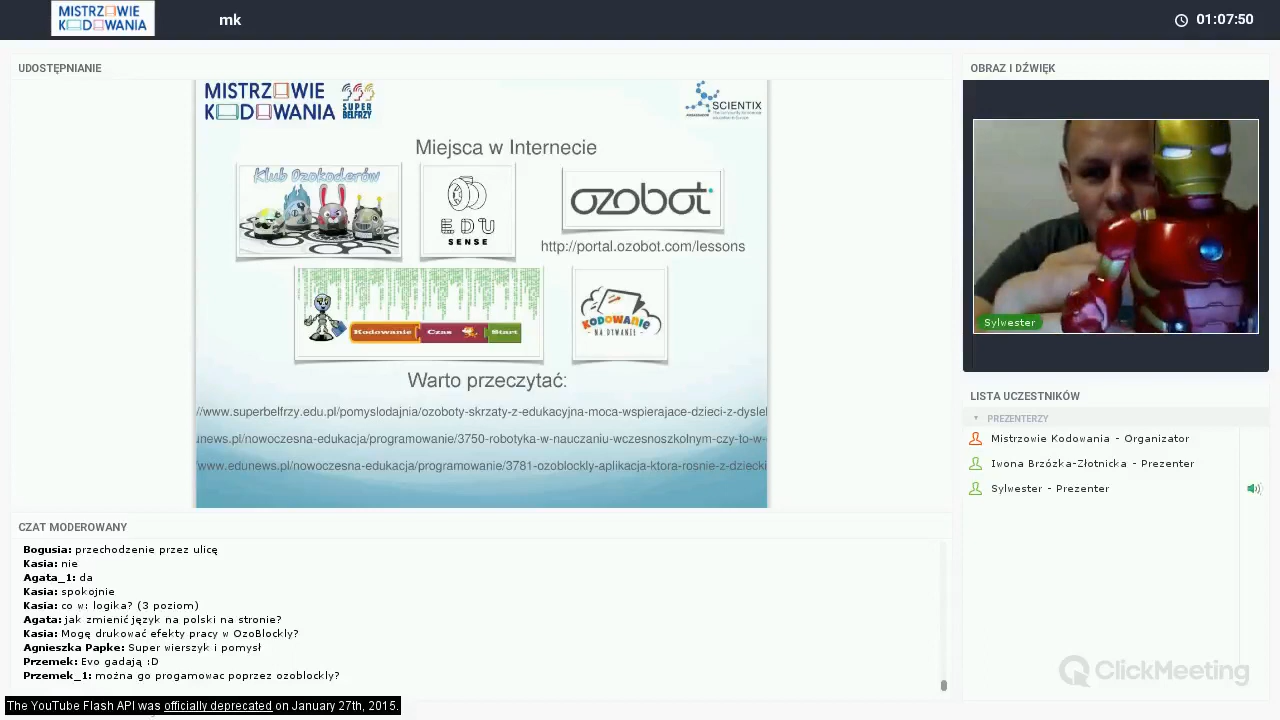 MISTRZOWIE
KODOWANIA
mk
01:07:50
UDOSTĘPNIANIE
MISTRZOWIE
KODOWANIA
SUPER
BELFRZY
SCIENTIX
Miejsca w Internecie
Klub Ozokoderów
EDU
SENSE
ozobot
http://portal.ozobot.com/lessons
Kodowanie Czas Start
KODOWANIE
NA DYWANIE
Warto przeczytać:
//www.superbelfrzy.edu.pl/pomyslodajnia/ozoboty-skrzaty-z-edukacyjna-moca-wspierajace-dzieci-z-dyslek
unews.pl/nowoczesna-edukacja/programowanie/3750-robotyka-w-nauczaniu-wczesnoszkolnym-czy-to-w-
www.edunews.pl/nowoczesna-edukacja/programowanie/3781-ozoblockly-aplikacja-ktora-rosnie-z-dziecki
CZAT MODEROWANY
Bogusia: przechodzenie przez ulicę
Kasia: nie
Agata_1: da
Kasia: spokojnie
Kasia: co w: logika? (3 poziom)
Agata: jak zmienić język na polski na stronie?
Kasia: Mogę drukować efekty pracy w OzoBlockly?
Agnieszka Papke: Super wierszyk i pomysł
Przemek: Evo gadają :D
Przemek_1: można go progamowac poprzez ozoblockly?
The YouTube Flash API was officially deprecated on January 27th, 2015.
OBRAZ I DŹWIĘK
Sylwester
LISTA UCZESTNIKÓW
PREZENTERZY
Mistrzowie Kodowania - Organizator
Iwona Brzózka-Złotnicka - Prezenter
Sylwester - Prezenter
ClickMeeting